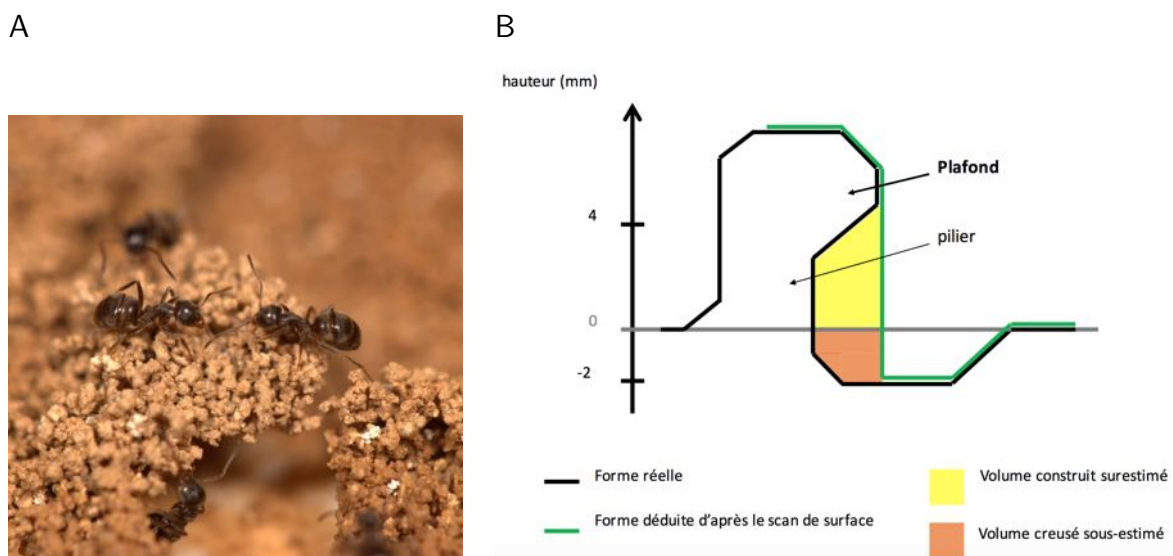 A
B
hauteur (mm)
Plafond
4
pilier
0
-2
Forme réelle
Volume construit surestimé
Forme déduite d’après le scan de surface
Volume creusé sous-estimé